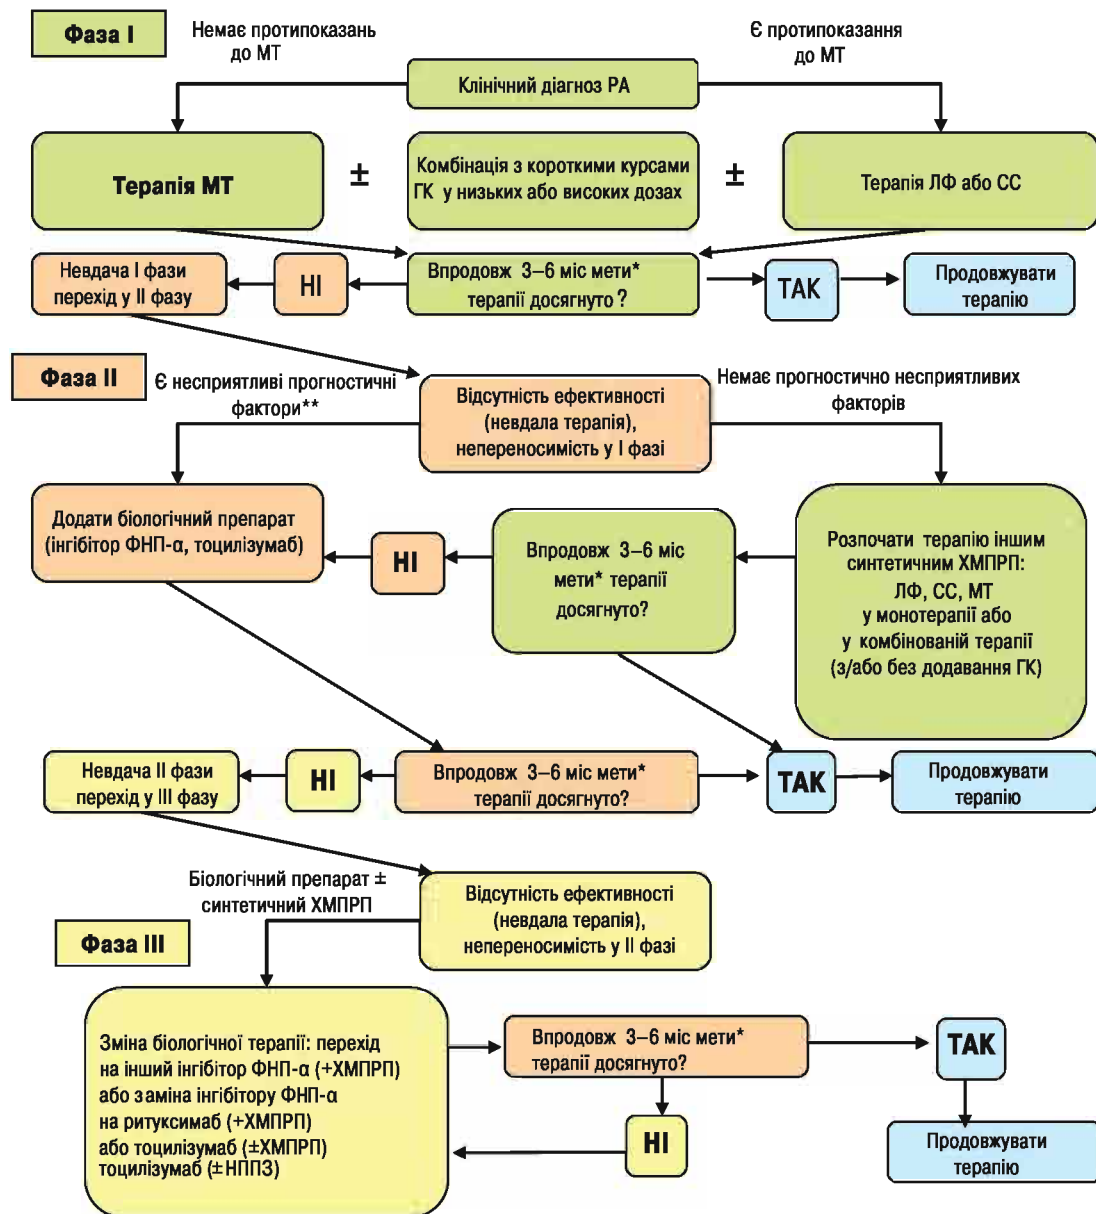 Фаза I
Немає протипоказань
до МТ
Є протипоказання
до МТ
Клінічний діагноз РА
Терапія МТ
±
Комбінація з короткими курсами
ГК у низьких або високих дозах
±
Терапія ЛФ або СС
Невдача I фази
перехід у II фазу
НІ
Впродовж 3–6 міс мети*
терапії досягнуто?
ТАК
Продовжувати
терапію
Фаза II
Є несприятливі прогностичні
фактори**
Відсутність ефективності
(невдала терапія),
непереносимість у I фазі
Немає прогностично несприятливих
факторів
Додати біологічний препарат
(інгібітор ФНП-α, тоцилізумаб)
НІ
Впродовж 3–6 міс
мети* терапії
досягнуто?
Розпочати терапію іншим
синтетичним ХМПРП:
ЛФ, СС, МТ
у монотерапії або
у комбінованій терапії
(з/або без додавання ГК)
Невдача II фази
перехід у III фазу
НІ
Впродовж 3–6 міс мети*
терапії досягнуто?
ТАК
Продовжувати
терапію
Біологічний препарат ±
синтетичний ХМПРП
Відсутність ефективності
(невдала терапія),
непереносимість у II фазі
Фаза III
Зміна біологічної терапії: перехід
на інший інгібітор ФНП-α (+ХМПРП)
або заміна інгібітору ФНП-α
на ритуксимаб (+ХМПРП)
або тоцилізумаб (±ХМПРП)
тоцилізумаб (±НППЗ)
Впродовж 3–6 міс мети*
терапії досягнуто?
ТАК
НІ
Продовжувати
терапію